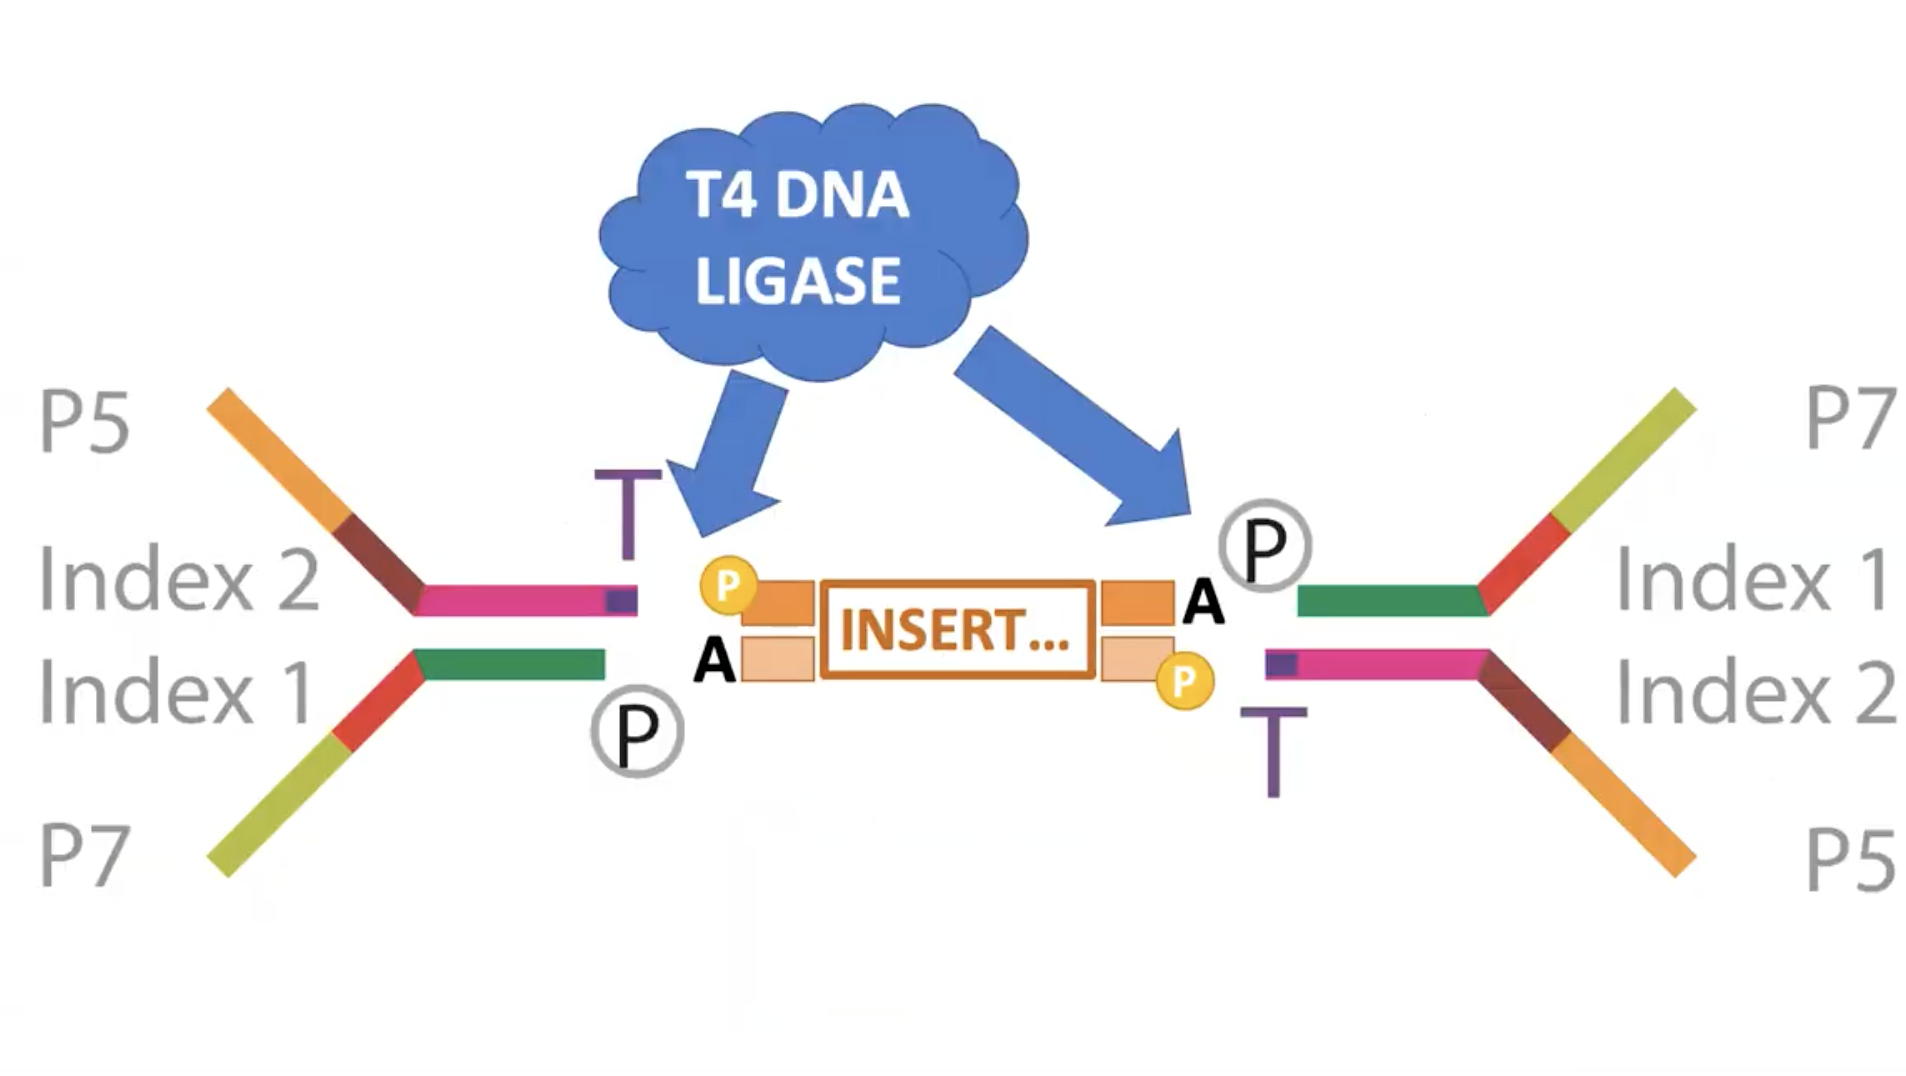 T4 DNA
LIGASE
P5
P7
T
P
P
Index 2
A
Index 1
INSERT...
A
Index 1
P
Index 2
P
T
P7
P5